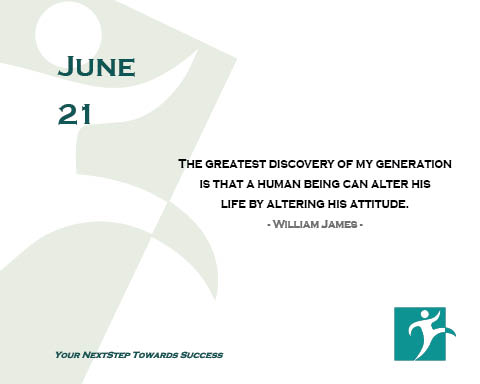 June
21
The greatest discovery of my generation
is that a human being can alter his
life by altering his attitude.
- William James -
Your NextStep Towards Success